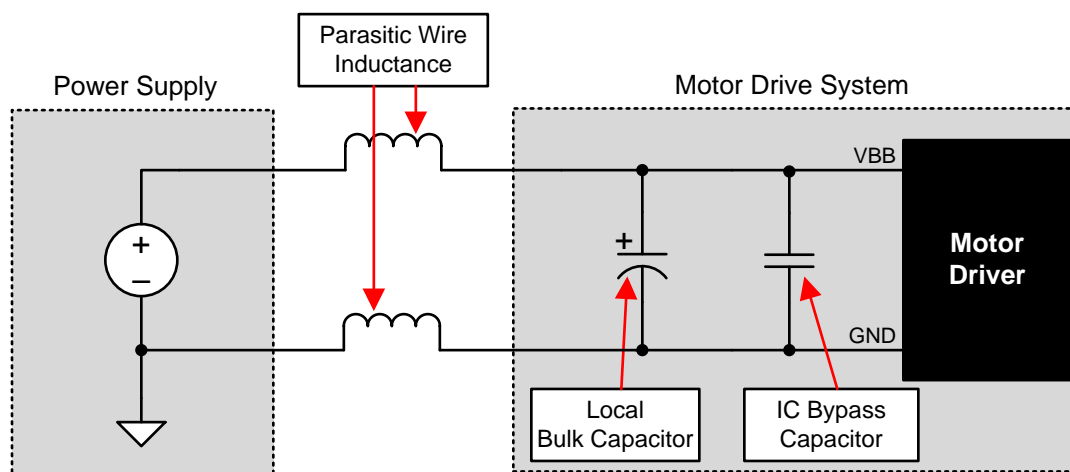 Parasitic Wire
Inductance
Power Supply
Motor Drive System
VBB
+
+
–
Motor
Driver
GND
Local
Bulk Capacitor
IC Bypass
Capacitor